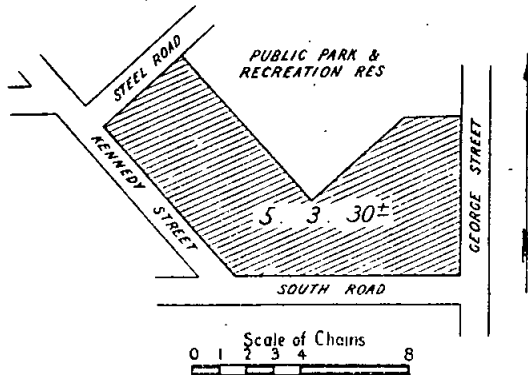 STEEL ROAD
PUBLIC PARK &
RECREATION RES
KENNEDY STREET
5. 3. 30±
GEORGE STREET
SOUTH ROAD
Scale of Chains
0 1 2 3 4 8